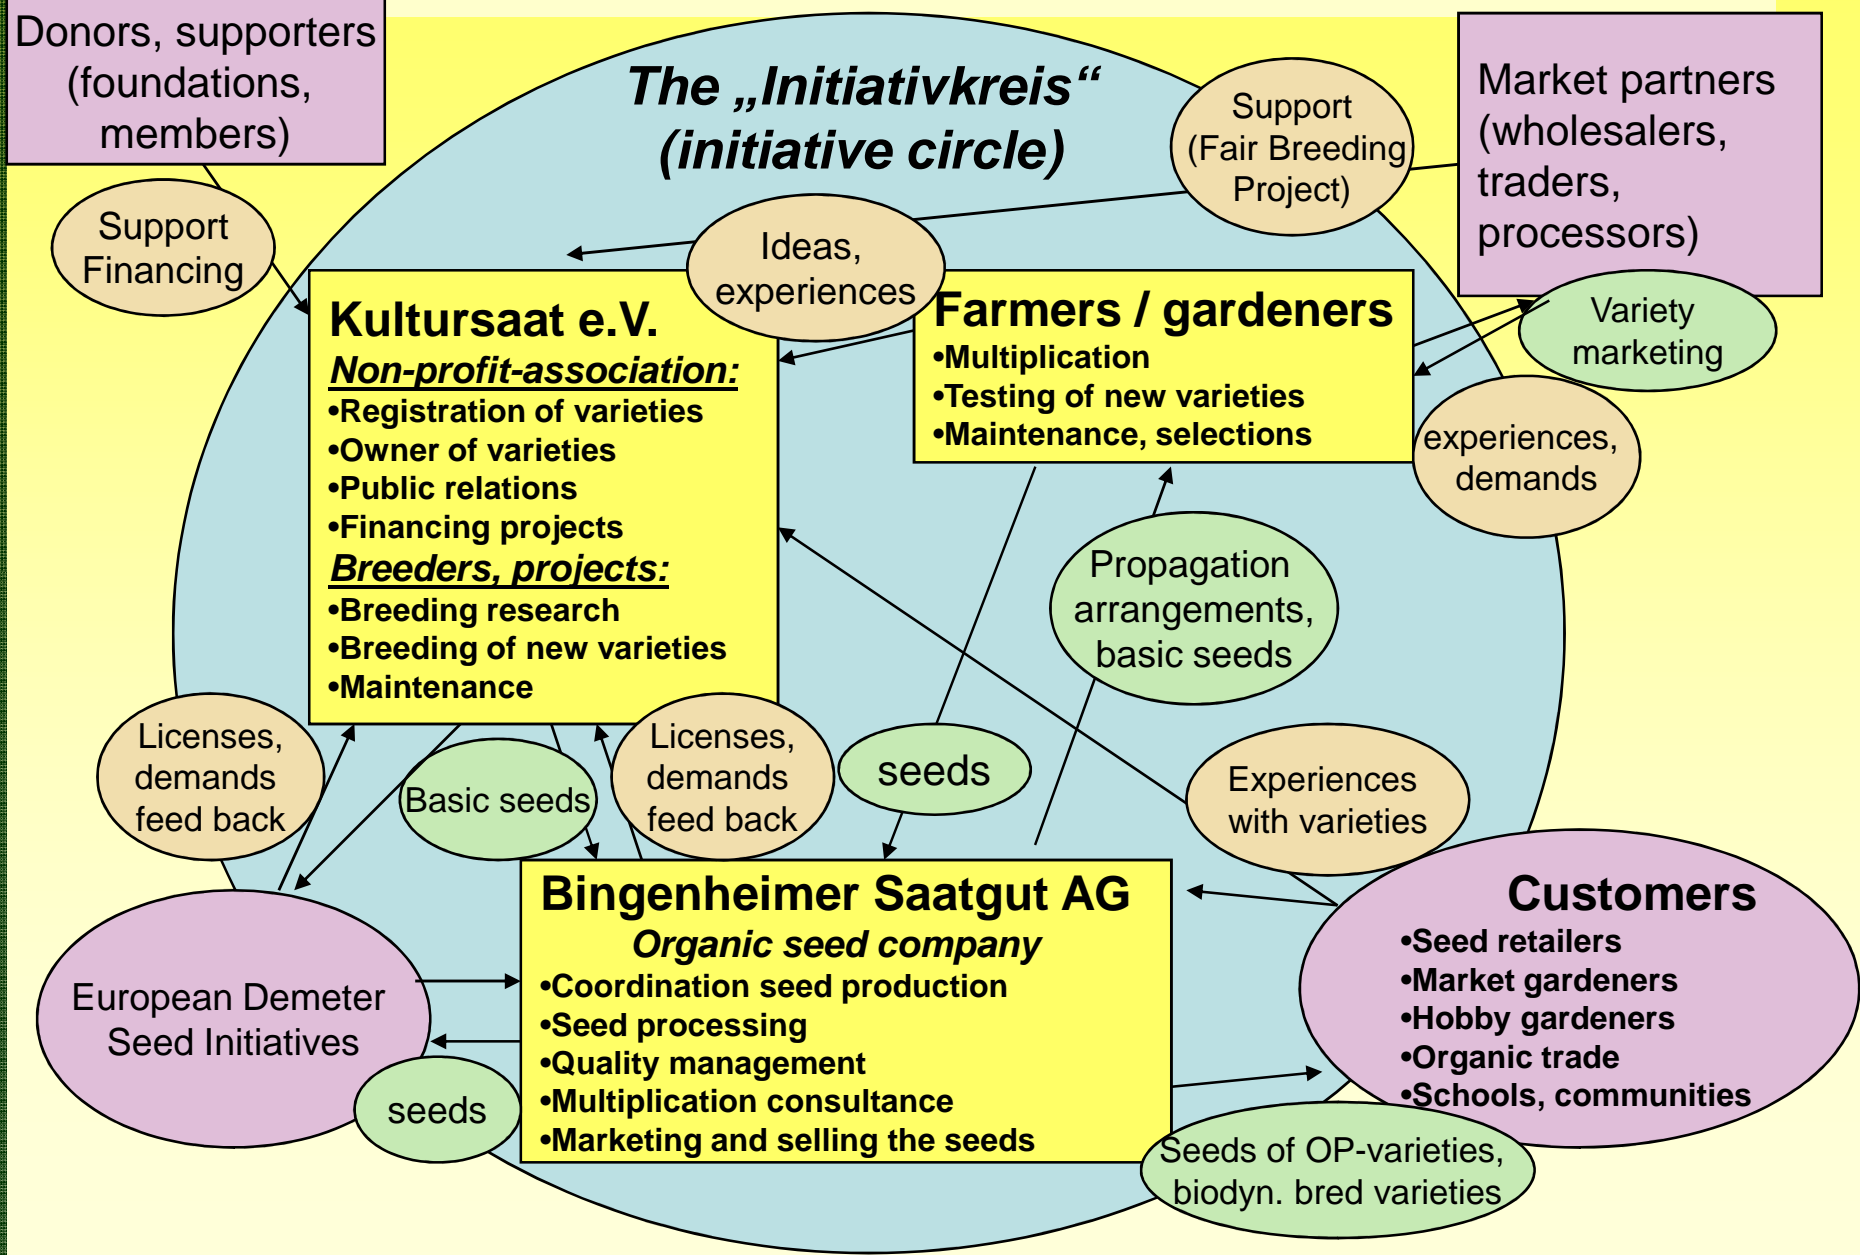 Donors, supporters
(foundations,
members)
The „Initiativkreis“
(initiative circle)
Support
(Fair Breeding
Project)
Market partners
(wholesalers,
traders,
processors)
Support
Financing
Ideas,
experiences
Variety
marketing
Kultursaat e.V.
Non-profit-association:
•Registration of varieties
•Owner of varieties
•Public relations
•Financing projects
Breeders, projects:
•Breeding research
•Breeding of new varieties
•Maintenance
Farmers / gardeners
•Multiplication
•Testing of new varieties
•Maintenance, selections
experiences,
demands
Propagation
arrangements,
basic seeds
Licenses,
demands
feed back
Basic seeds
Licenses,
demands
feed back
seeds
Experiences
with varieties
European Demeter
Seed Initiatives
seeds
Bingenheimer Saatgut AG
Organic seed company
•Coordination seed production
•Seed processing
•Quality management
•Multiplication consultance
•Marketing and selling the seeds
Customers
•Seed retailers
•Market gardeners
•Hobby gardeners
•Organic trade
•Schools, communities
Seeds of OP-varieties,
biodyn. bred varieties